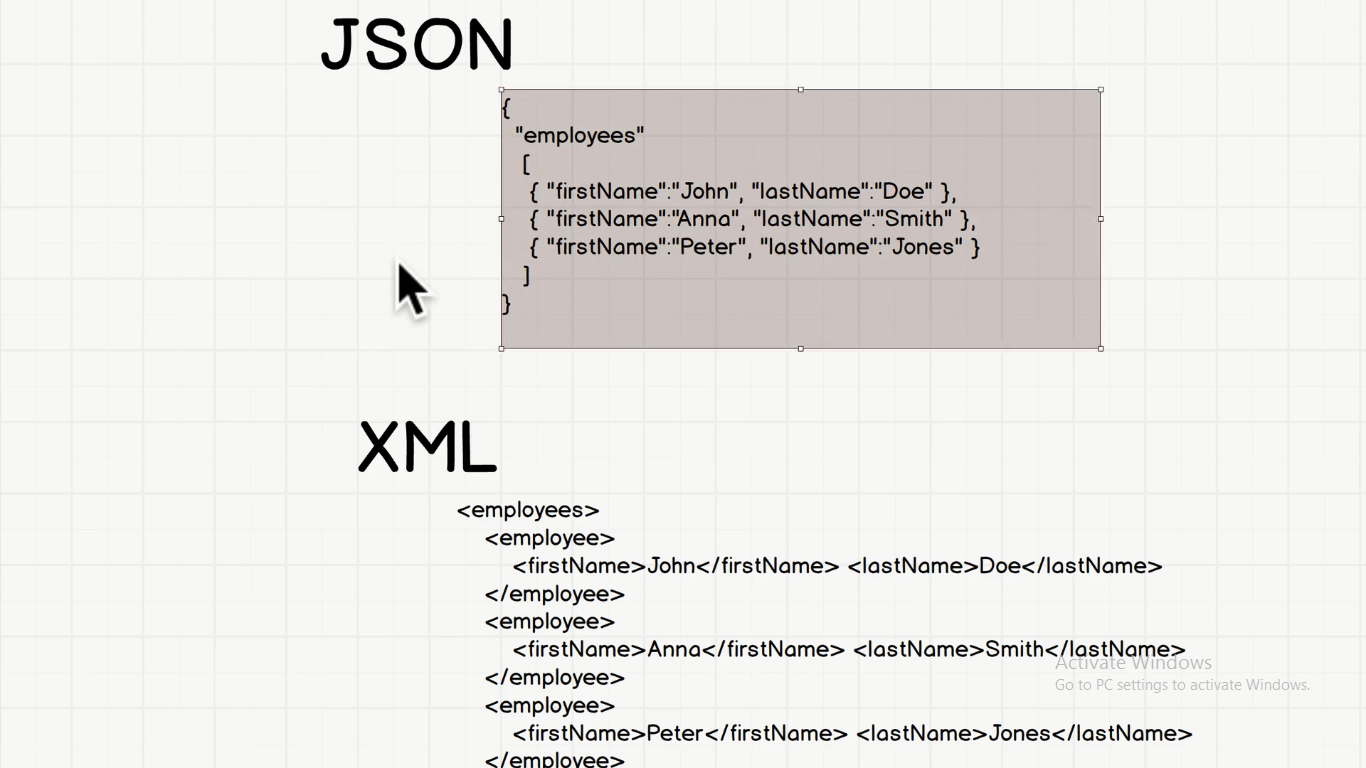 JSON
{
"employees"
[
{ "firstName":"John", "lastName":"Doe" },
{ "firstName":"Anna", "lastName":"Smith" },
{ "firstName":"Peter", "lastName":"Jones" }
]
}
XML
<employees>
<employee>
<firstName>John</firstName> <lastName>Doe</lastName>
</employee>
<employee>
<firstName>Anna</firstName> <lastName>Smith</lastName>
</employee>
<employee>
<firstName>Peter</firstName> <lastName>Jones</lastName>
</employee>
Activate Windows
Go to PC settings to activate Windows.